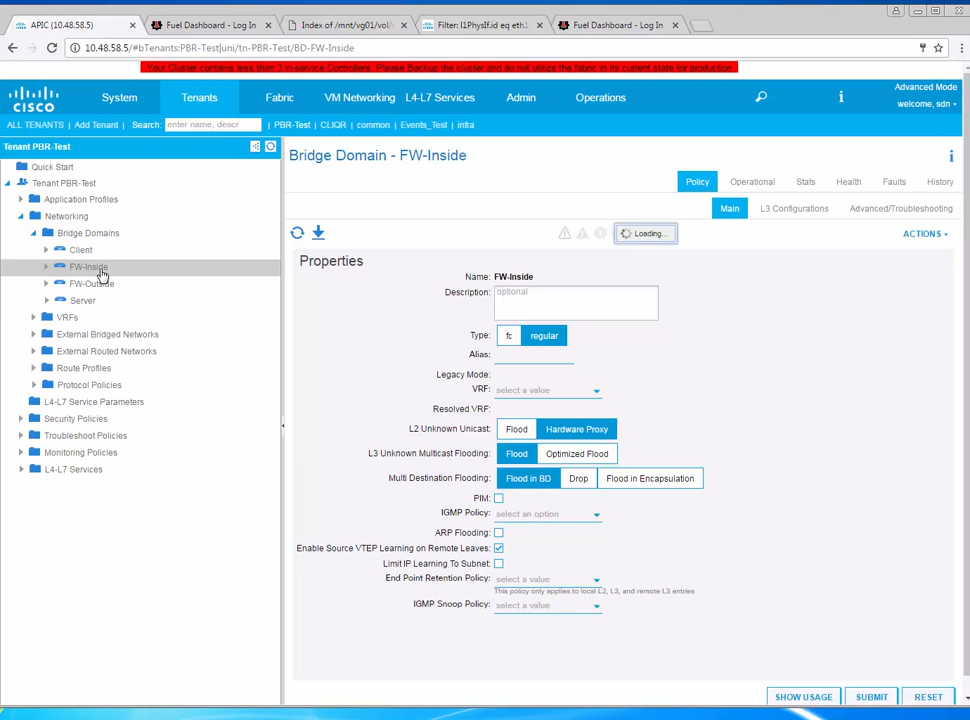 APIC (10.48.58.5)
Fuel Dashboard - Log In
Index of /mnt/vg01/vol/
Filter: l1PhysIf.id eq eth1
Fuel Dashboard - Log In
10.48.58.5/#bTenants:PBR-Test|uni/tn-PBR-Test/BD-FW-Inside
Your Cluster contains less than 3 in-service Controllers. Please Backup the cluster and do not utilize the fabric in its current state for production.
CISCO
System
Tenants
Fabric
VM Networking
L4-L7 Services
Admin
Operations
i
Advanced Mode
welcome, sdn
ALL TENANTS | Add Tenant | Search: enter name, descr | PBR-Test | CLIQR | common | Events_Test | infra
Tenant PBR-Test
Quick Start
Tenant PBR-Test
Application Profiles
Networking
Bridge Domains
Client
FW-Inside
FW-Outside
Server
VRFs
External Bridged Networks
External Routed Networks
Route Profiles
Protocol Policies
L4-L7 Service Parameters
Security Policies
Troubleshoot Policies
Monitoring Policies
L4-L7 Services
Bridge Domain - FW-Inside
i
Policy
Operational
Stats
Health
Faults
History
Main
L3 Configurations
Advanced/Troubleshooting
Loading...
ACTIONS
Properties
Name: FW-Inside
Description: optional
Type: fc regular
Alias:
Legacy Mode:
VRF: select a value
Resolved VRF:
L2 Unknown Unicast: Flood Hardware Proxy
L3 Unknown Multicast Flooding: Flood Optimized Flood
Multi Destination Flooding: Flood in BD Drop Flood in Encapsulation
PIM:
IGMP Policy: select an option
ARP Flooding:
Enable Source VTEP Learning on Remote Leaves:
Limit IP Learning To Subnet:
End Point Retention Policy: select a value
This policy only applies to local L2, L3, and remote L3 entries
IGMP Snoop Policy: select a value
SHOW USAGE
SUBMIT
RESET